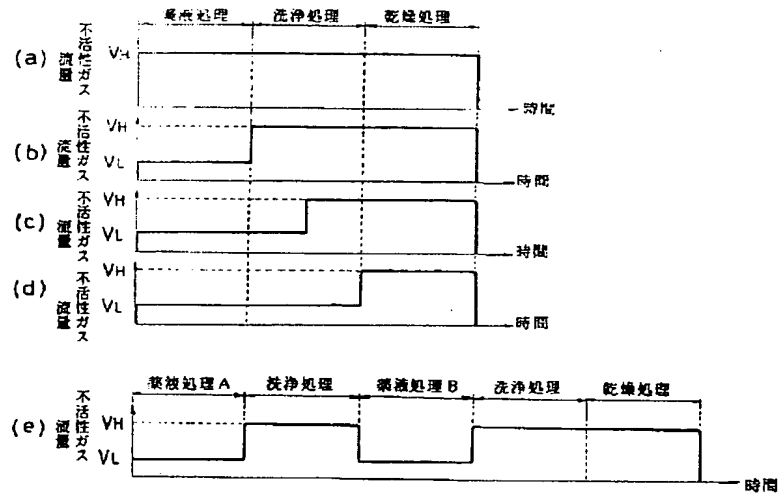 薬液処理 洗浄処理 乾燥処理
(a) 不活性ガス流量 VH 時間
(b) 不活性ガス流量 VH VL 時間
(c) 不活性ガス流量 VH VL 時間
(d) 不活性ガス流量 VH VL 時間
薬液処理A 洗浄処理 薬液処理B 洗浄処理 乾燥処理
(e) 不活性ガス流量 VH VL 時間